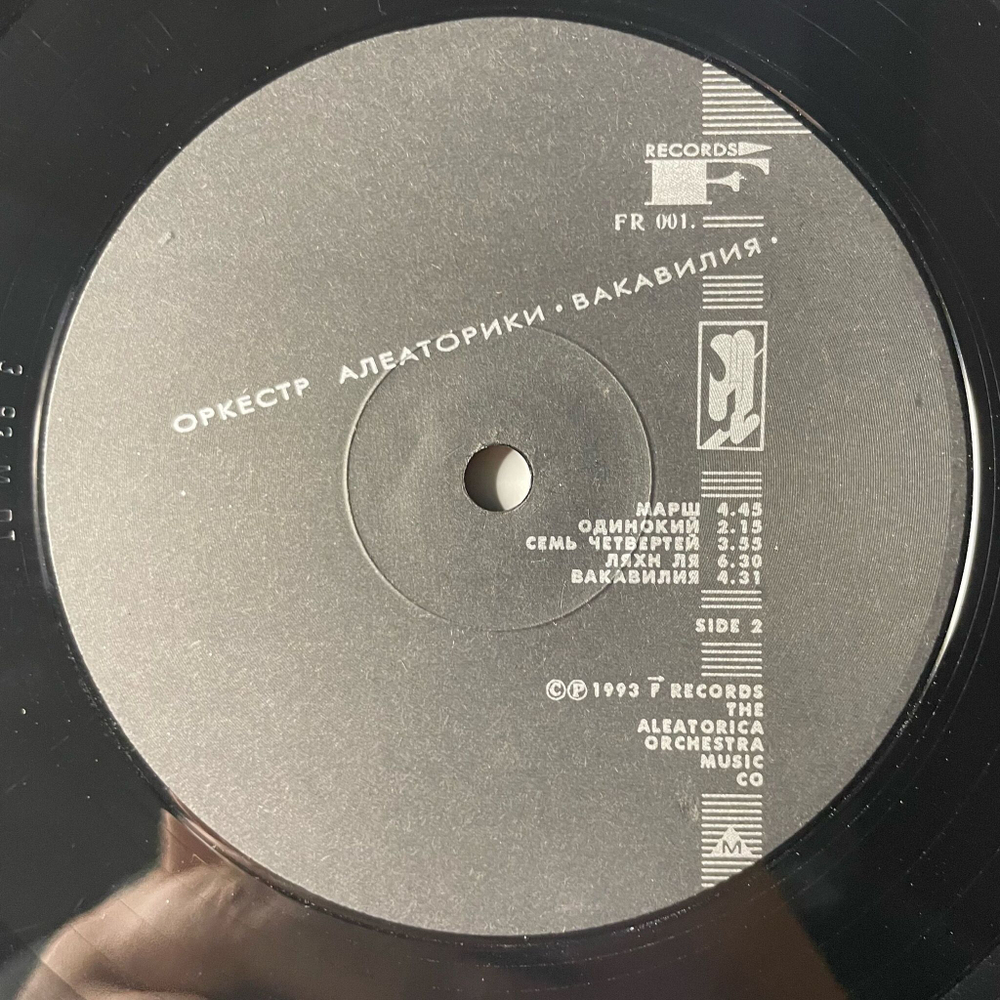 RECORDS
F
FR 001.
ОРКЕСТР АЛЕАТОРИКИ • ВАКАВИЛИЯ •
МАРШ 4.45
ОДИНОКИЙ 2.15
СЕМЬ ЧЕТВЕРТЕЙ 3.55
ЛЯХН ЛЯ 6.30
ВАКАВИЛИЯ 4.31
SIDE 2
©℗1993 F RECORDS
THE
ALEATORICA
ORCHESTRA
MUSIC
CO
M